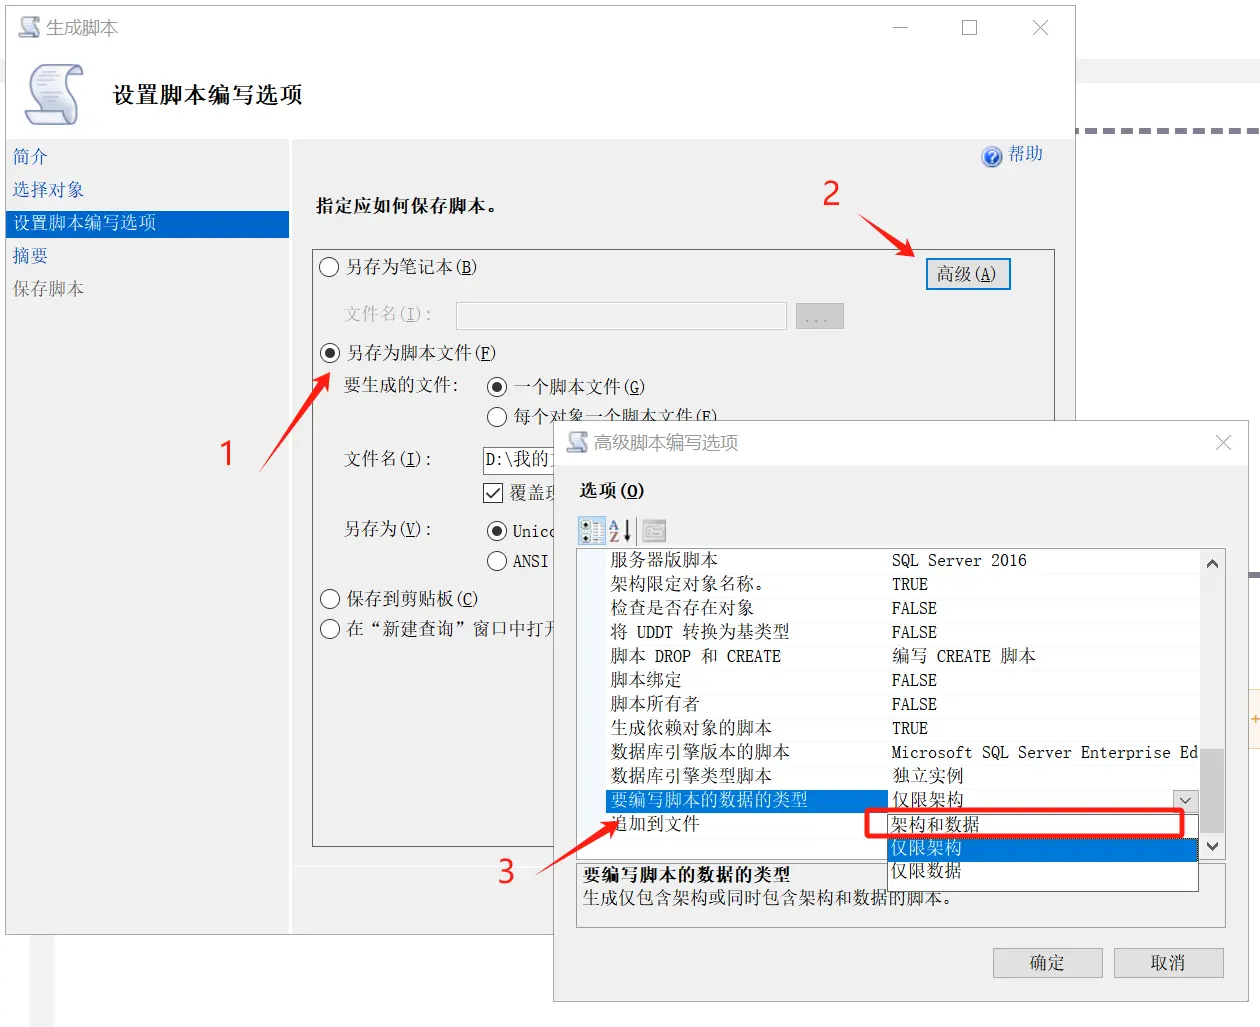 生成脚本
设置脚本编写选项
简介
选择对象
设置脚本编写选项
摘要
保存脚本
帮助
指定应如何保存脚本。
2
另存为笔记本(B)
高级(A)
文件名(I):
...
另存为脚本文件(F)
要生成的文件:
一个脚本文件(G)
每个对象一个脚本文件(E)
1
文件名(I):
D:\我的
覆盖
另存为(V):
Unico
ANSI
保存到剪贴板(C)
在“新建查询”窗口中打开
高级脚本编写选项
选项(O)
服务器版脚本 SQL Server 2016
架构限定对象名称。 TRUE
检查是否存在对象 FALSE
将 UDDT 转换为基类型 FALSE
脚本 DROP 和 CREATE 编写 CREATE 脚本
脚本绑定 FALSE
脚本所有者 FALSE
生成依赖对象的脚本 TRUE
数据库引擎版本的脚本 Microsoft SQL Server Enterprise Ed
数据库引擎类型脚本 独立实例
要编写脚本的数据的类型 仅限架构
追加到文件
架构和数据
仅限架构
仅限数据
3
要编写脚本的数据的类型
生成仅包含架构或同时包含架构和数据的脚本。
确定
取消